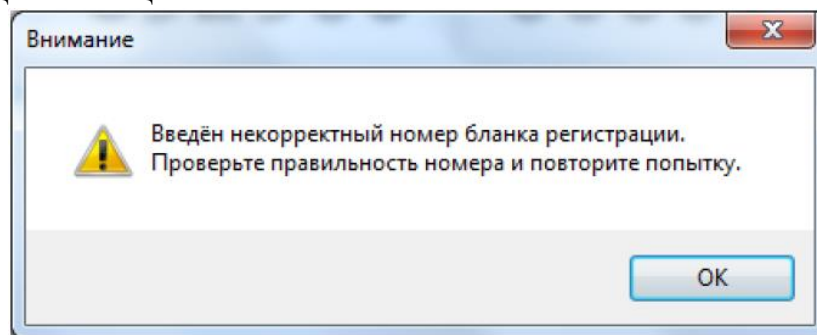 Внимание
Введён некорректный номер бланка регистрации.
Проверьте правильность номера и повторите попытку.
OK